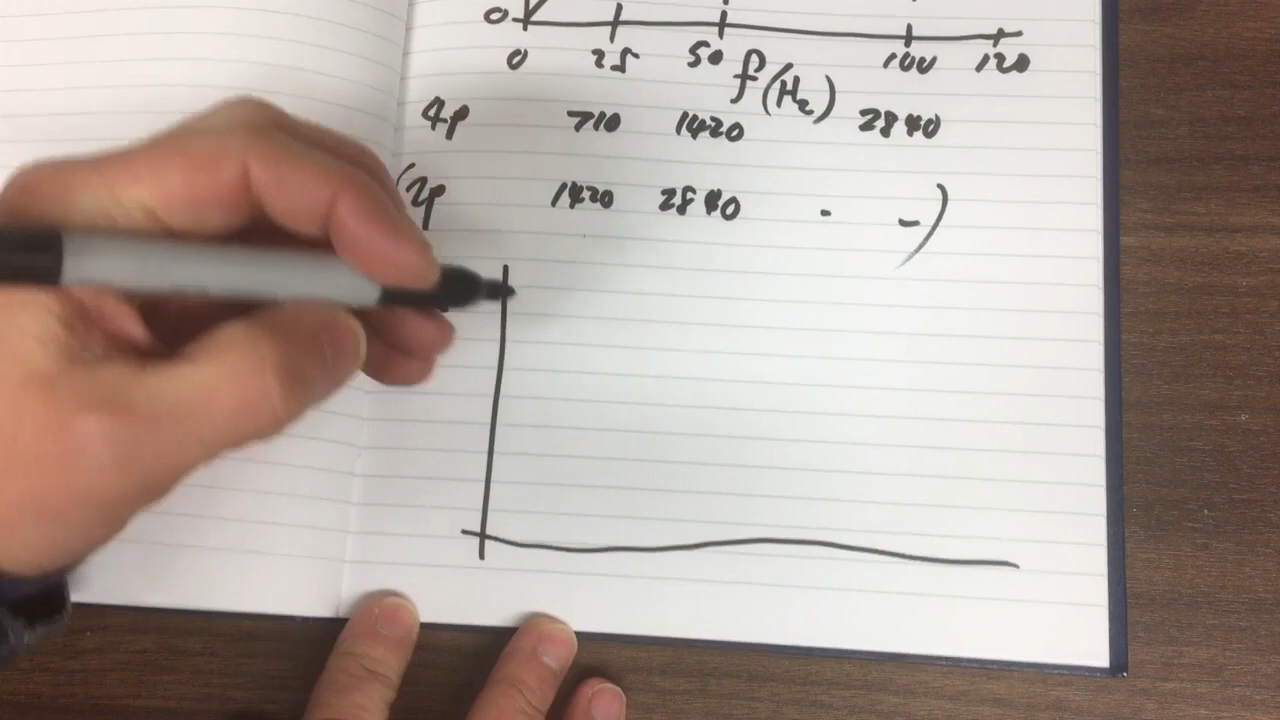 0
0 25 50 100 120
f(Hz)
4p 710 1420 2840
(2p 1420 2840 . -)